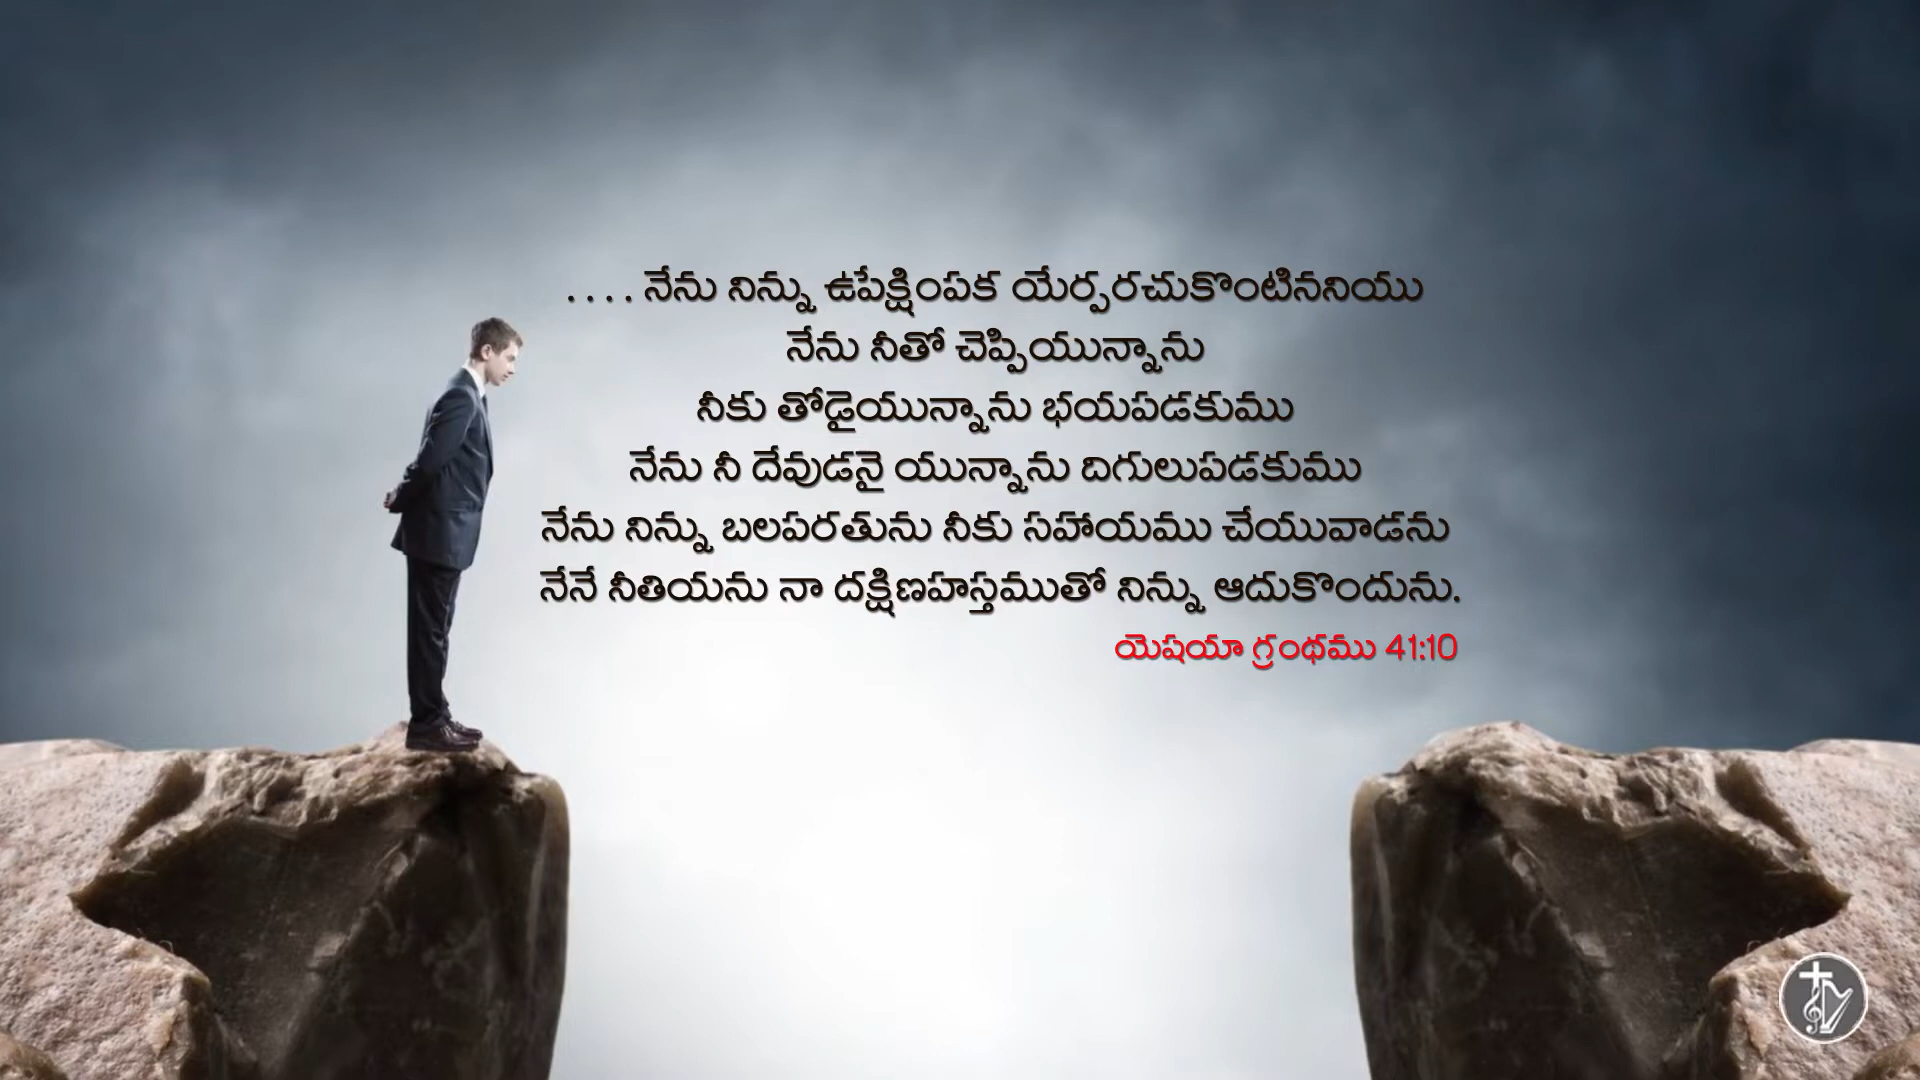 . . . . నేను నిన్ను ఉపేక్షింపక యేర్పరచుకొంటిననియు
నేను నీతో చెప్పియున్నాను
నీకు తోడైయున్నాను భయపడకుము
నేను నీ దేవుడనై యున్నాను దిగులుపడకుము
నేను నిన్ను బలపరతును నీకు సహాయము చేయువాడను
నేనే నీతియను నా దక్షిణహస్తముతో నిన్ను ఆదుకొందును.
యెషయా గ్రంథము 41:10